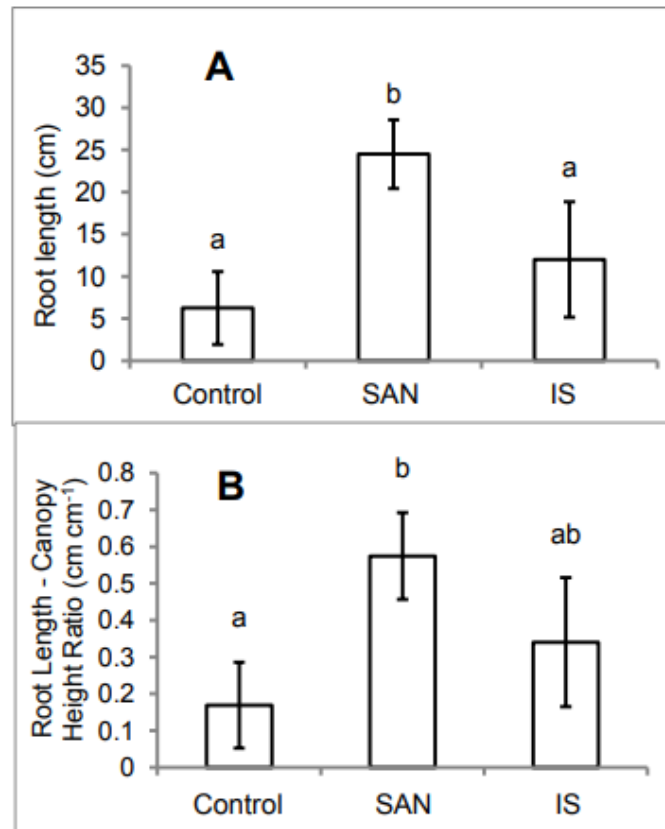 A
Root length (cm)
35
30
25
20
15
10
5
0
a
b
a
Control SAN IS
B
Root Length - Canopy
Height Ratio (cm cm⁻¹)
0.8
0.7
0.6
0.5
0.4
0.3
0.2
0.1
0
a
b
ab
Control SAN IS